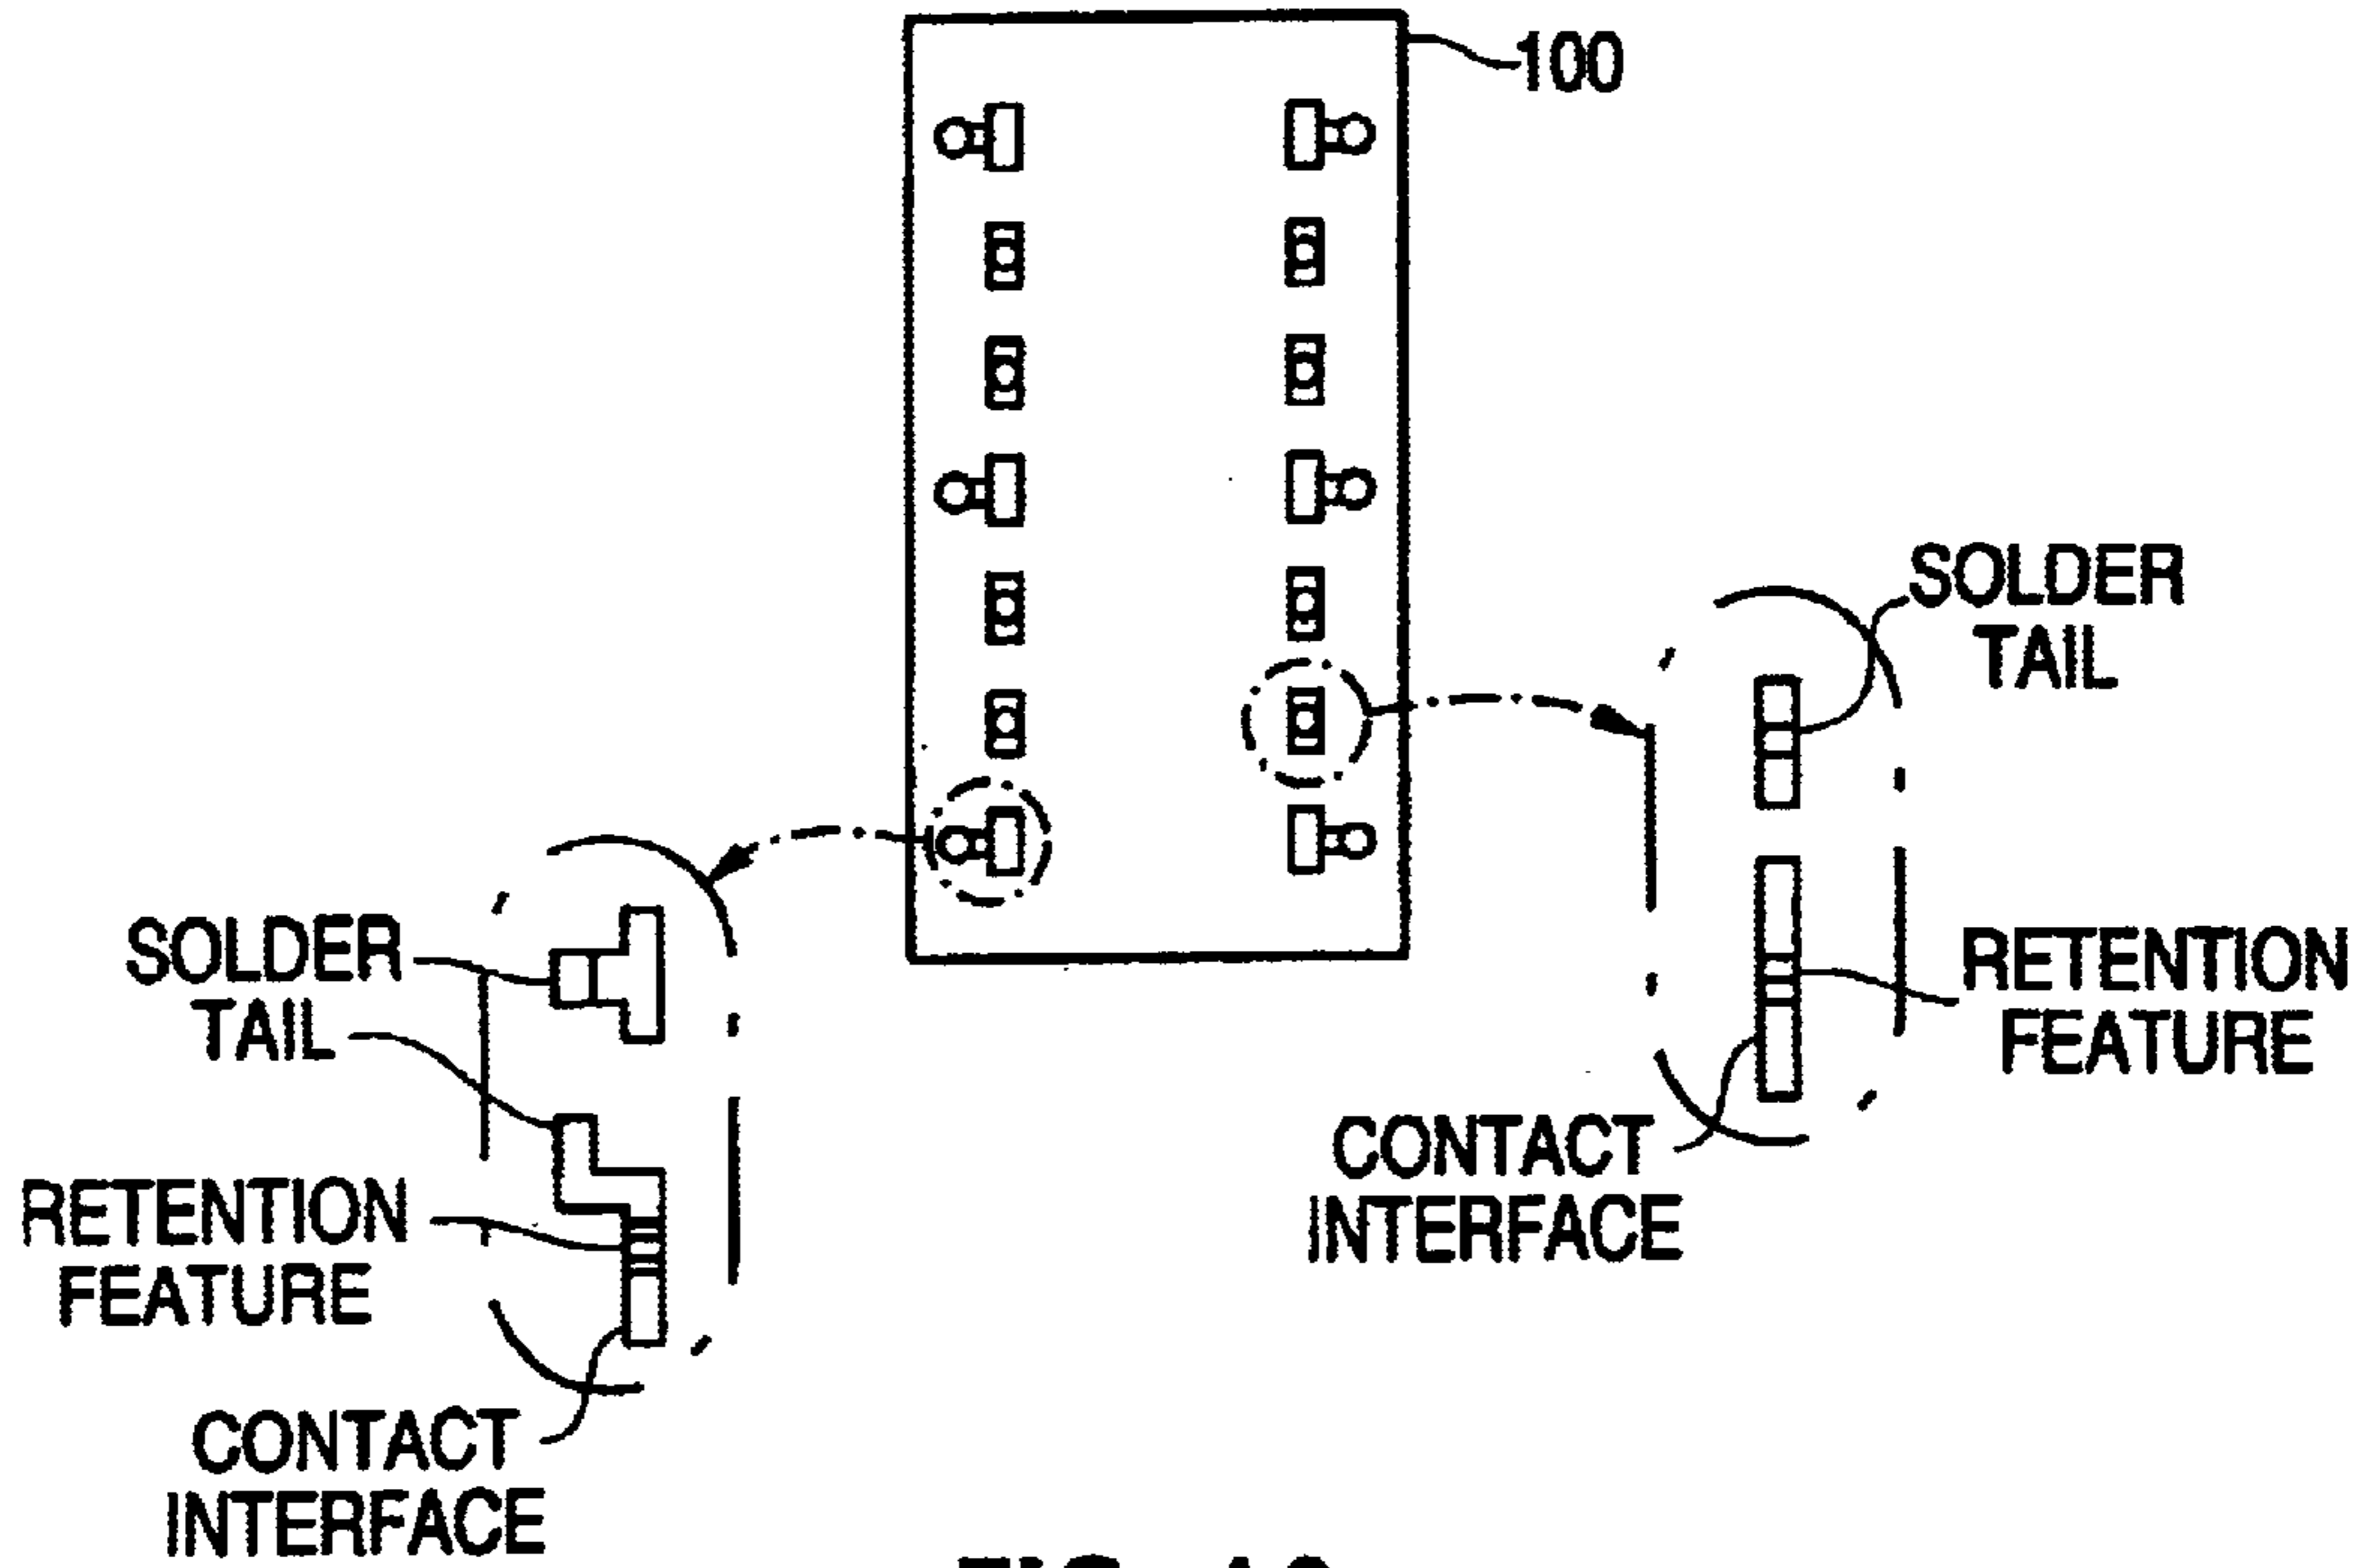 100
SOLDER
TAIL
SOLDER
TAIL
RETENTION
FEATURE
RETENTION
FEATURE
CONTACT
INTERFACE
CONTACT
INTERFACE